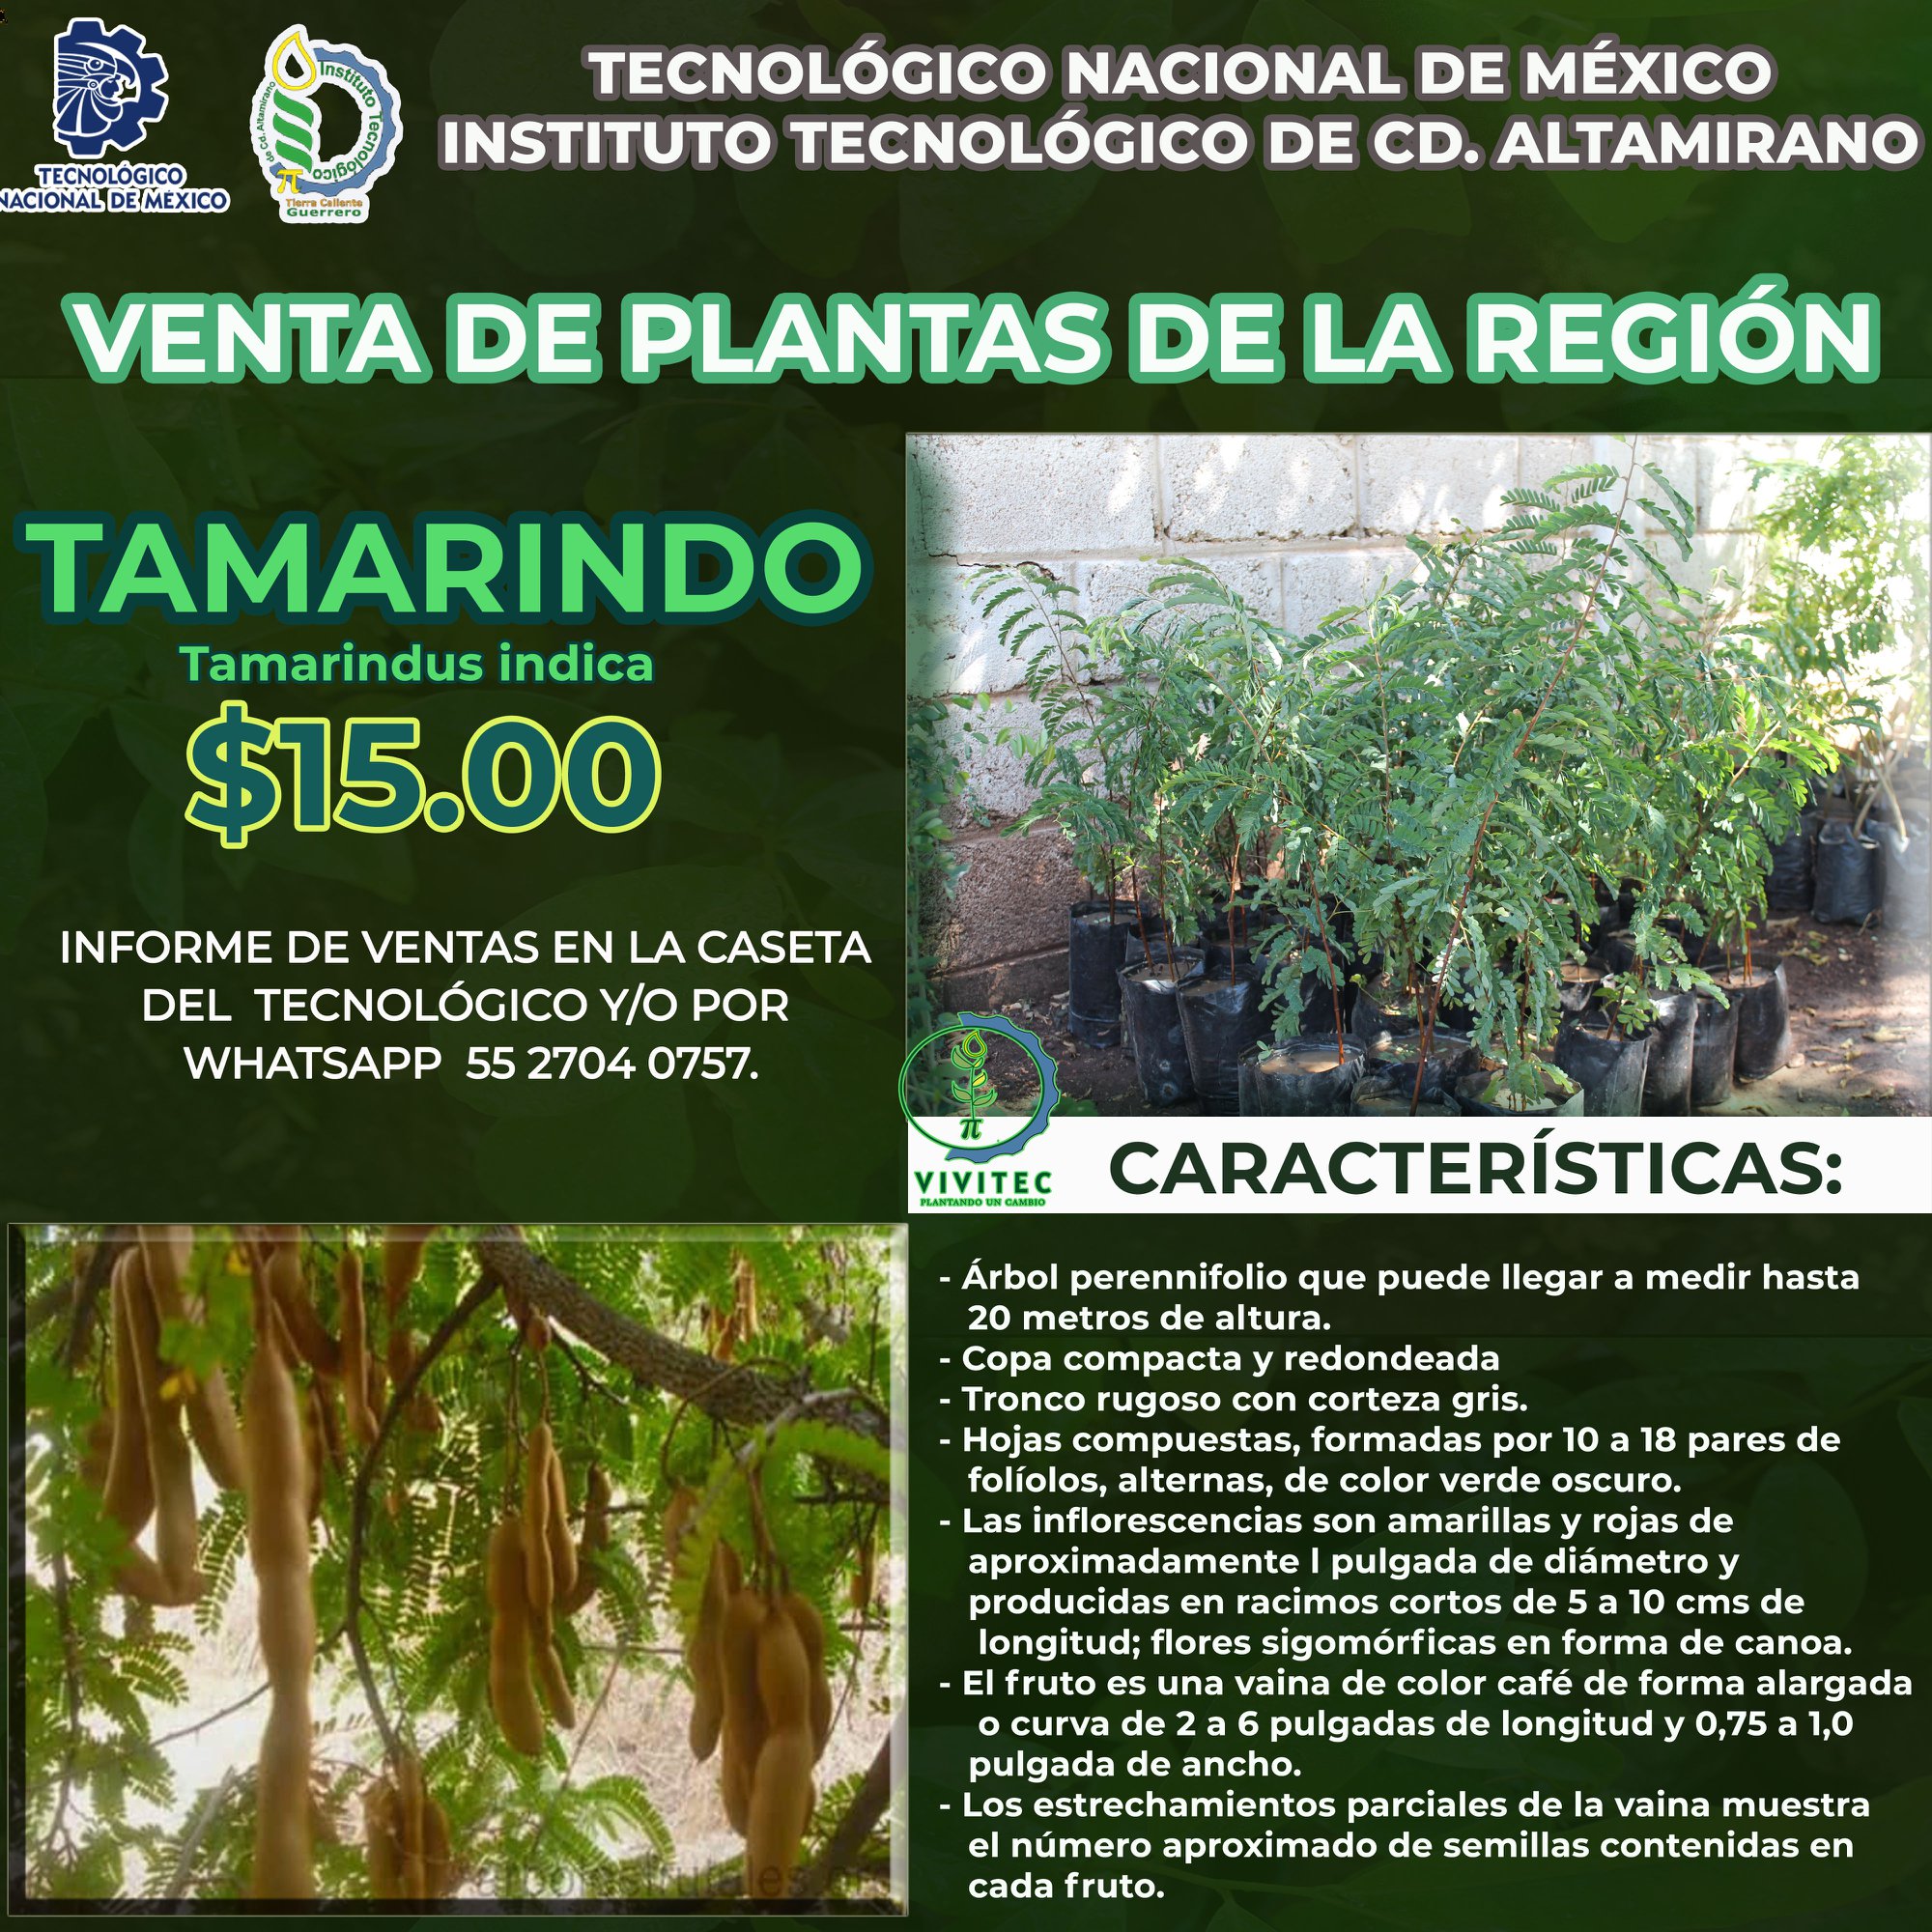 TECNOLÓGICO
NACIONAL DE MÉXICO
Instituto Tecnológico
de Cd. Altamirano
π
Tierra Caliente
Guerrero
TECNOLÓGICO NACIONAL DE MÉXICO
INSTITUTO TECNOLÓGICO DE CD. ALTAMIRANO
VENTA DE PLANTAS DE LA REGIÓN
TAMARINDO
Tamarindus indica
$15.00
INFORME DE VENTAS EN LA CASETA
DEL TECNOLÓGICO Y/O POR
WHATSAPP 55 2704 0757.
π
VIVITEC
PLANTANDO UN CAMBIO
CARACTERÍSTICAS:
- Árbol perennifolio que puede llegar a medir hasta
20 metros de altura.
- Copa compacta y redondeada
- Tronco rugoso con corteza gris.
- Hojas compuestas, formadas por 10 a 18 pares de
folíolos, alternas, de color verde oscuro.
- Las inflorescencias son amarillas y rojas de
aproximadamente l pulgada de diámetro y
producidas en racimos cortos de 5 a 10 cms de
longitud; flores sigomórficas en forma de canoa.
- El fruto es una vaina de color café de forma alargada
o curva de 2 a 6 pulgadas de longitud y 0,75 a 1,0
pulgada de ancho.
- Los estrechamientos parciales de la vaina muestra
el número aproximado de semillas contenidas en
cada fruto.